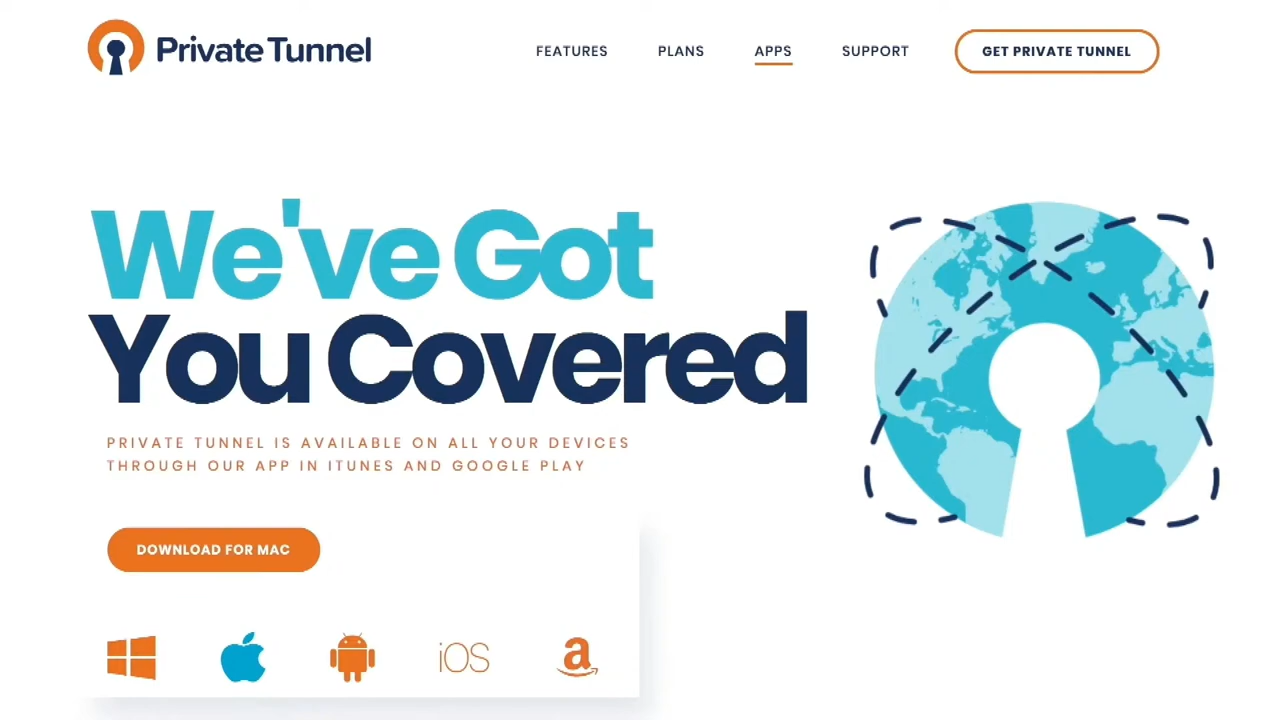 Private Tunnel
FEATURES
PLANS
APPS
SUPPORT
GET PRIVATE TUNNEL
We've Got
You Covered
PRIVATE TUNNEL IS AVAILABLE ON ALL YOUR DEVICES
THROUGH OUR APP IN ITUNES AND GOOGLE PLAY
DOWNLOAD FOR MAC
iOS
a